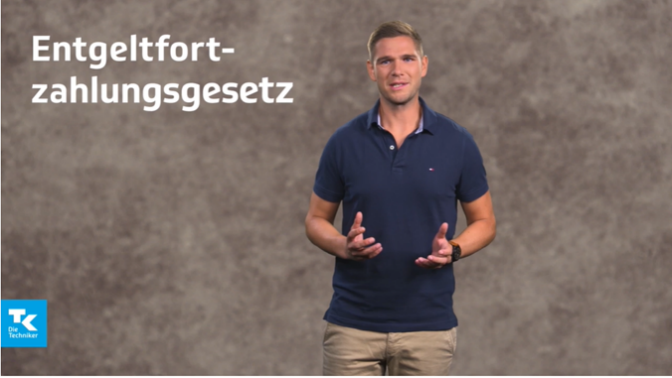 Entgeltfort-
zahlungsgesetz
TK
Die
Techniker